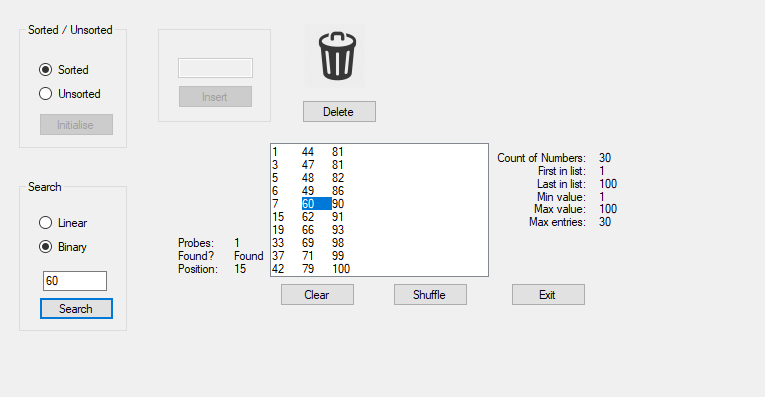 Sorted / Unsorted
Sorted
Unsorted
Initialise
Insert
Delete
Search
Linear
Binary
60
Search
Probes: 1
Found? Found
Position: 15
1 44 81
3 47 81
5 48 82
6 49 86
7 60 90
15 62 91
19 66 93
33 69 98
37 71 99
42 79 100
Clear
Shuffle
Exit
Count of Numbers: 30
First in list: 1
Last in list: 100
Min value: 1
Max value: 100
Max entries: 30